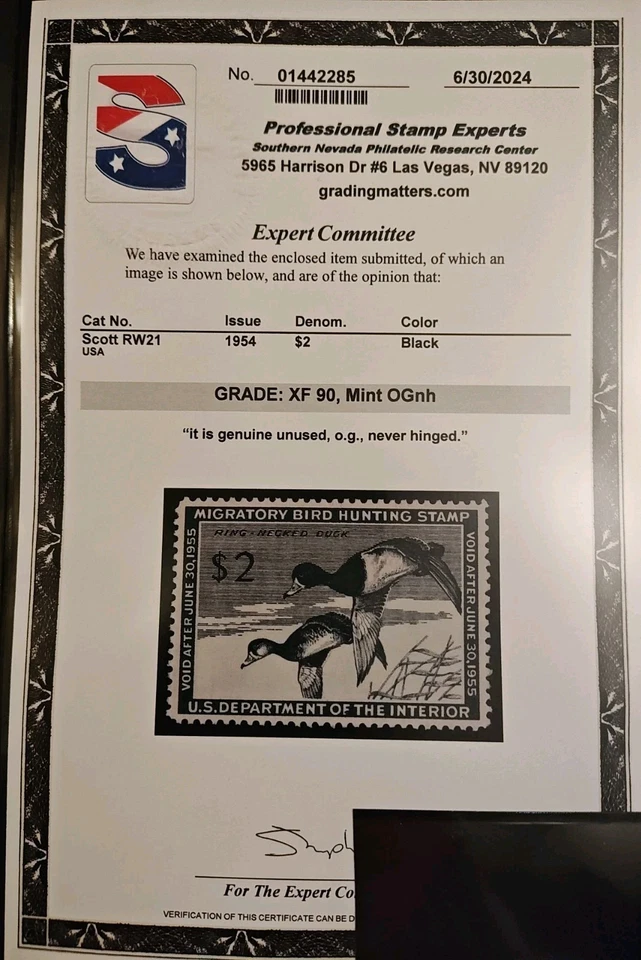 No. 01442285 6/30/2024
Professional Stamp Experts
Southern Nevada Philatelic Research Center
5965 Harrison Dr #6 Las Vegas, NV 89120
gradingmatters.com
Expert Committee
We have examined the enclosed item submitted, of which an
image is shown below, and are of the opinion that:
Cat No. Issue Denom. Color
Scott RW21 1954 $2 Black
USA
GRADE: XF 90, Mint OGnh
“it is genuine unused, o.g., never hinged.”
MIGRATORY BIRD HUNTING STAMP
RING-NECKED DUCK
$2
VOID AFTER JUNE 30,1955
VOID AFTER JUNE 30,1955
U.S. DEPARTMENT OF THE INTERIOR
For The Expert Co
VERIFICATION OF THIS CERTIFICATE CAN BE D